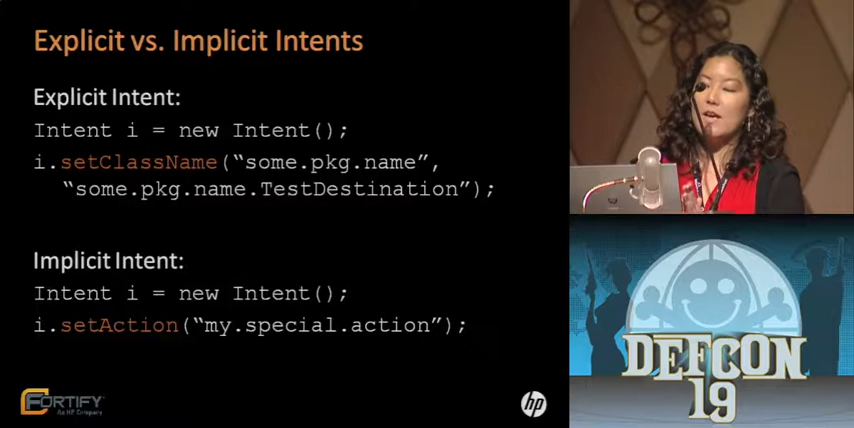 Explicit vs. Implicit Intents
Explicit Intent:
Intent i = new Intent();
i.setClassName(“some.pkg.name”,
“some.pkg.name.TestDestination”);
Implicit Intent:
Intent i = new Intent();
i.setAction(“my.special.action”);
FORTIFY
An HP Company
hp
DEFCON
19